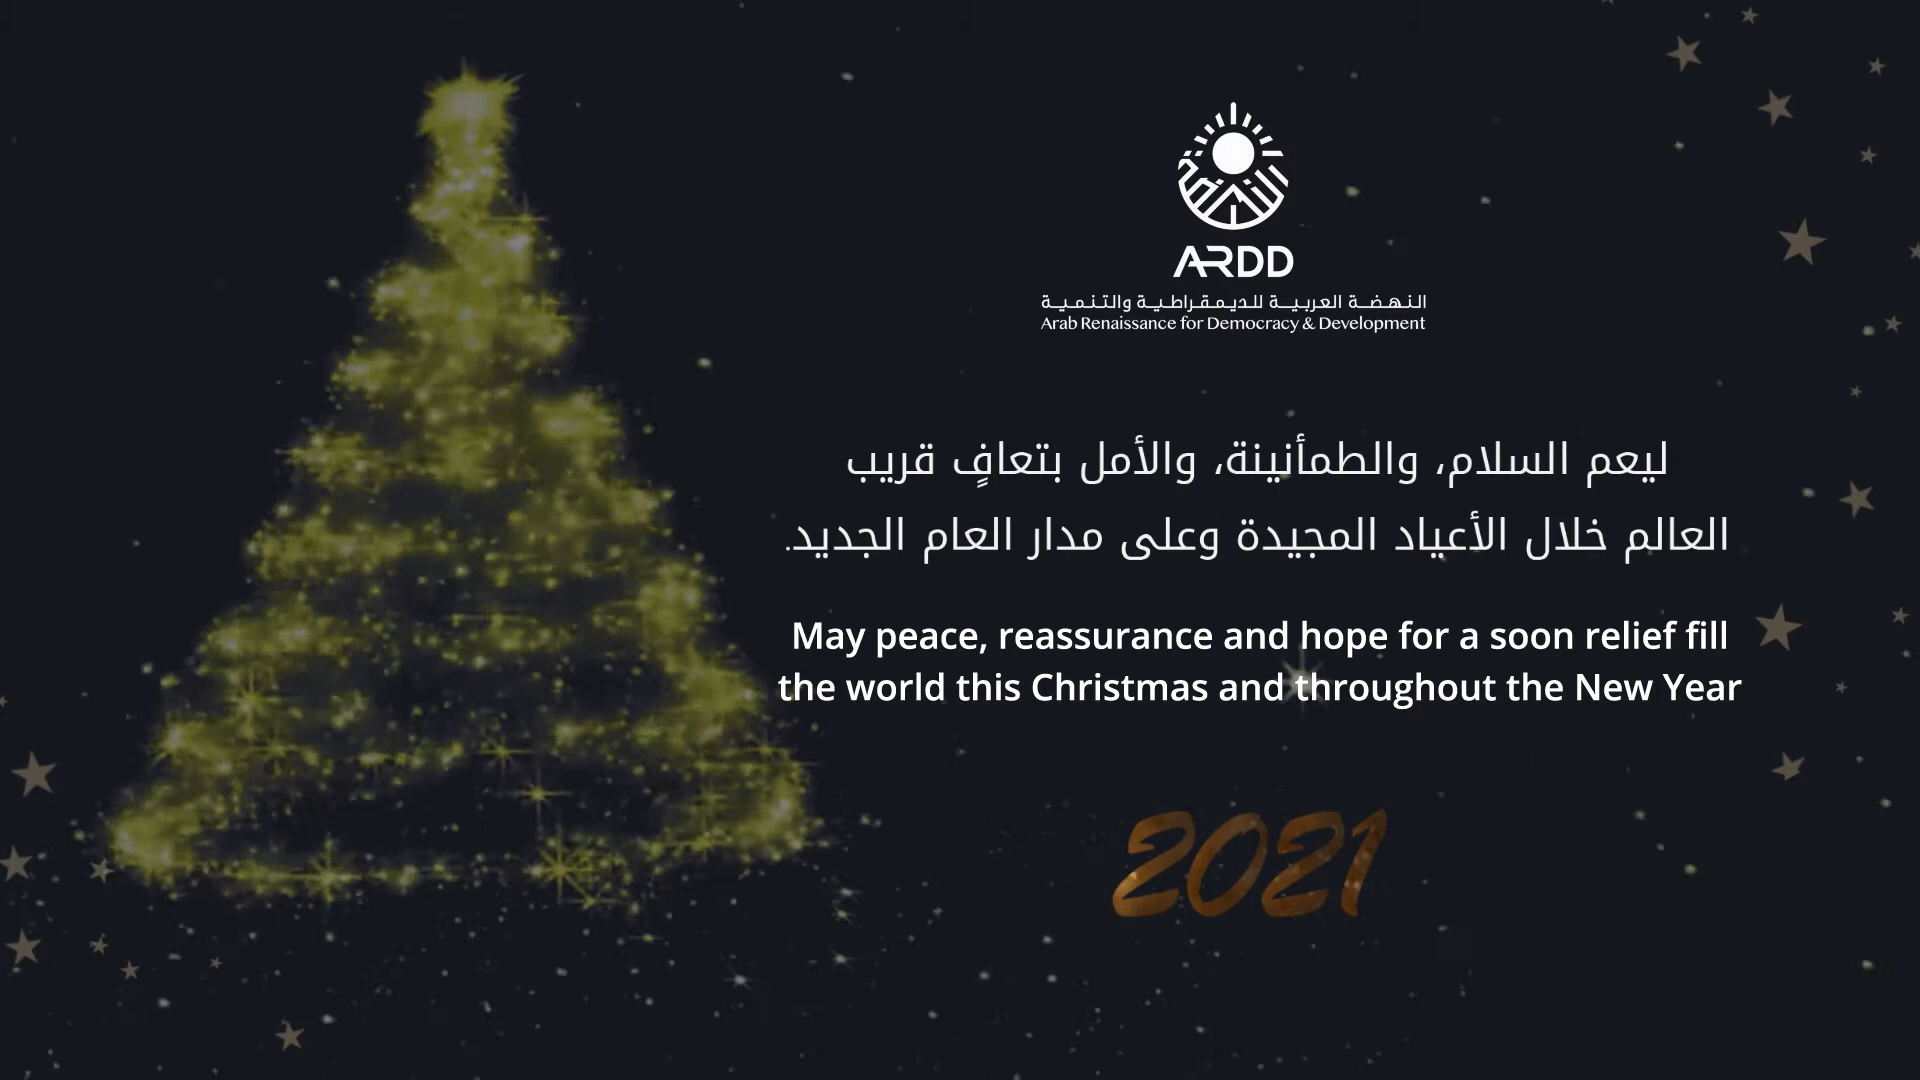 ARDD
النهضة العربية للديمقراطية والتنمية
Arab Renaissance for Democracy & Development
ليعم السلام، والطمأنينة، والأمل بتعافٍ قريب
العالم خلال الأعياد المجيدة وعلى مدار العام الجديد.
May peace, reassurance and hope for a soon relief fill
the world this Christmas and throughout the New Year
2021